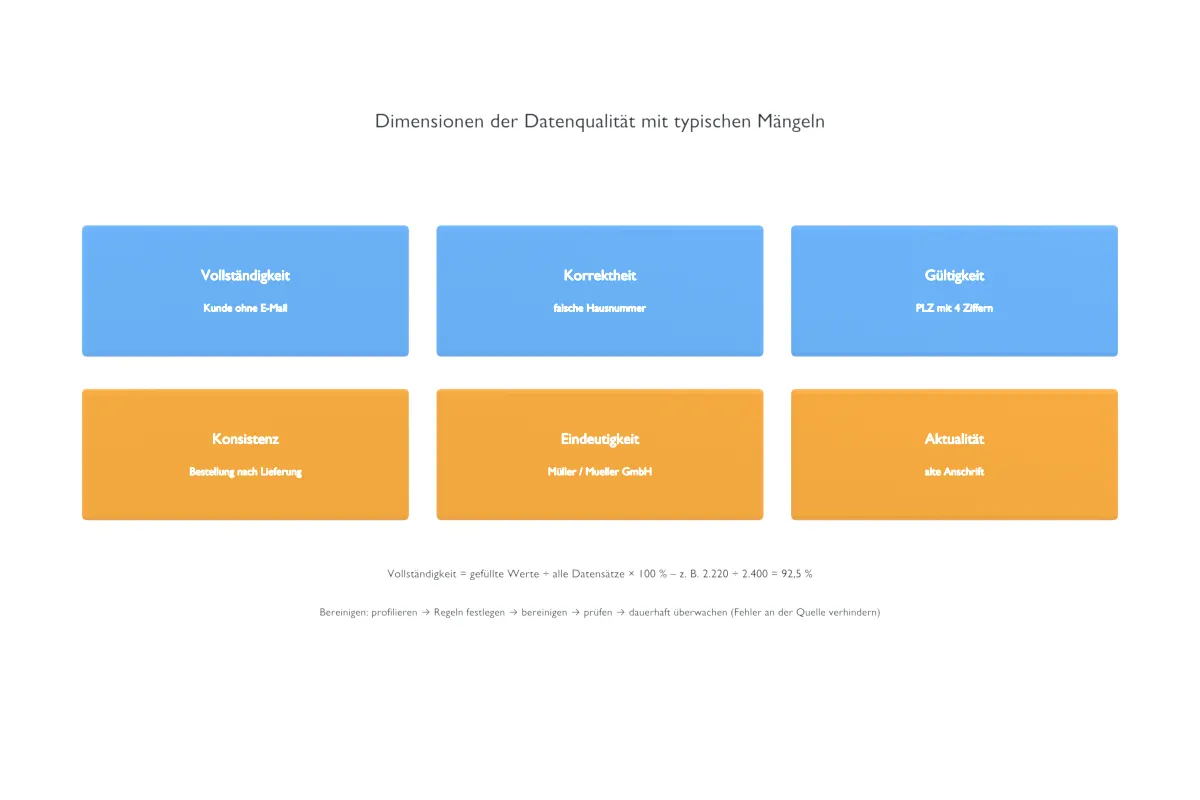 Dimensionen der Datenqualität mit typischen Mängeln
Vollständigkeit
Kunde ohne E-Mail
Korrektheit
falsche Hausnummer
Gültigkeit
PLZ mit 4 Ziffern
Konsistenz
Bestellung nach Lieferung
Eindeutigkeit
Müller / Mueller GmbH
Aktualität
alte Anschrift
Vollständigkeit = gefüllte Werte ÷ alle Datensätze × 100 % – z. B. 2.220 ÷ 2.400 = 92,5 %
Bereinigen: profilieren → Regeln festlegen → bereinigen → prüfen → dauerhaft überwachen (Fehler an der Quelle verhindern)